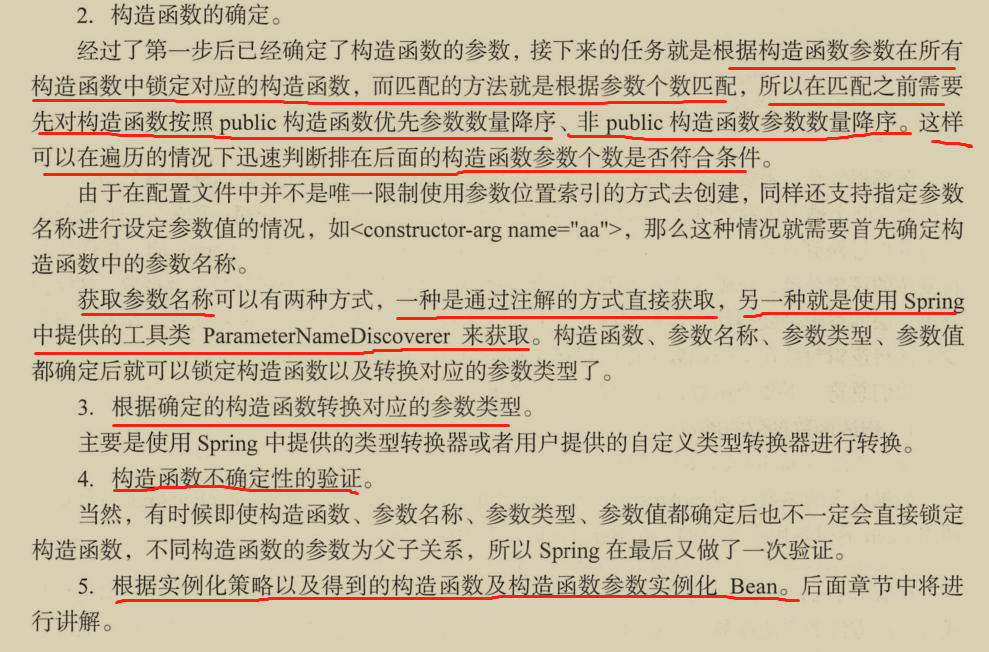 2. 构造函数的确定。
经过了第一步后已经确定了构造函数的参数，接下来的任务就是根据构造函数参数在所有
构造函数中锁定对应的构造函数，而匹配的方法就是根据参数个数匹配，所以在匹配之前需要
先对构造函数按照 public 构造函数优先参数数量降序、非 public 构造函数参数数量降序。这样
可以在遍历的情况下迅速判断排在后面的构造函数参数个数是否符合条件。
由于在配置文件中并不是唯一限制使用参数位置索引的方式去创建，同样还支持指定参数
名称进行设定参数值的情况，如<constructor-arg name="aa">，那么这种情况就需要首先确定构
造函数中的参数名称。
获取参数名称可以有两种方式，一种是通过注解的方式直接获取，另一种就是使用 Spring
中提供的工具类 ParameterNameDiscoverer 来获取。构造函数、参数名称、参数类型、参数值
都确定后就可以锁定构造函数以及转换对应的参数类型了。
3. 根据确定的构造函数转换对应的参数类型。
主要是使用 Spring 中提供的类型转换器或者用户提供的自定义类型转换器进行转换。
4. 构造函数不确定性的验证。
当然，有时候即使构造函数、参数名称、参数类型、参数值都确定后也不一定会直接锁定
构造函数，不同构造函数的参数为父子关系，所以 Spring 在最后又做了一次验证。
5. 根据实例化策略以及得到的构造函数及构造函数参数实例化 Bean。后面章节中将进
行讲解。